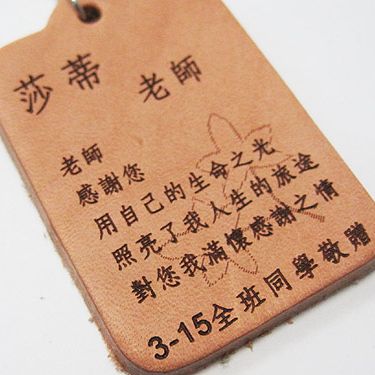 莎蒂 老師
老師
感謝您
用自己的生命之光
照亮了我人生的旅途
對您我滿懷感謝之情
3-15全班同學敬贈